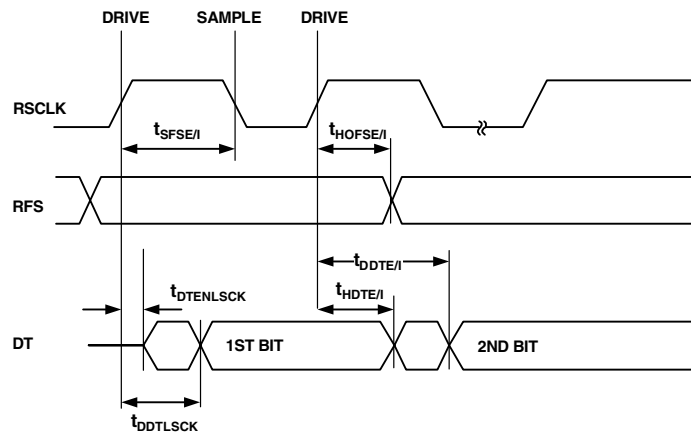 DRIVE SAMPLE DRIVE
RSCLK
tSFSE/I tHOFSE/I
RFS
tDDTE/I
tDTENLSCK tHDTE/I
DT 1ST BIT 2ND BIT
tDDTLSCK